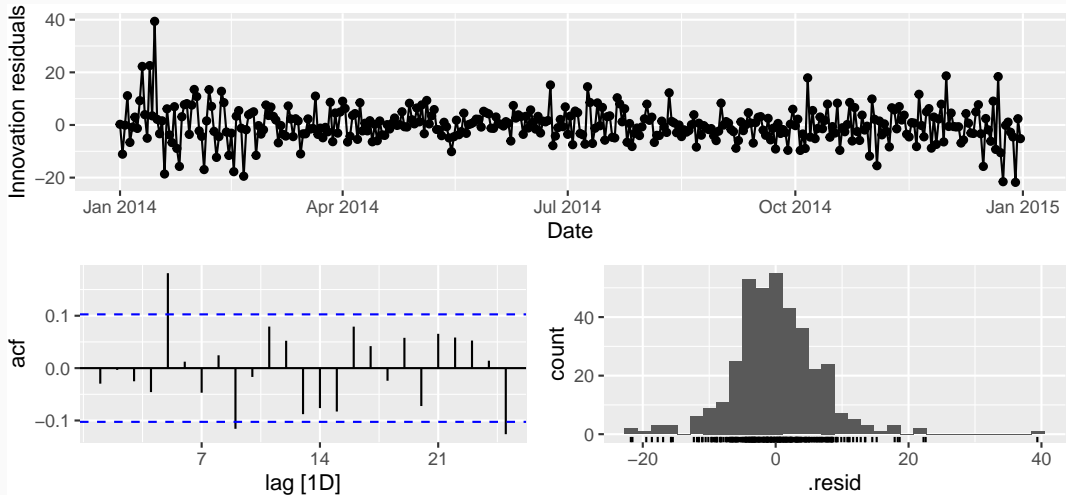 Innovation residuals
40
20
0
−20
Jan 2014 Apr 2014 Jul 2014 Oct 2014 Jan 2015
Date
acf
0.1
0.0
−0.1
7 14 21
lag [1D]
count
40
20
0
−20 0 20 40
.resid